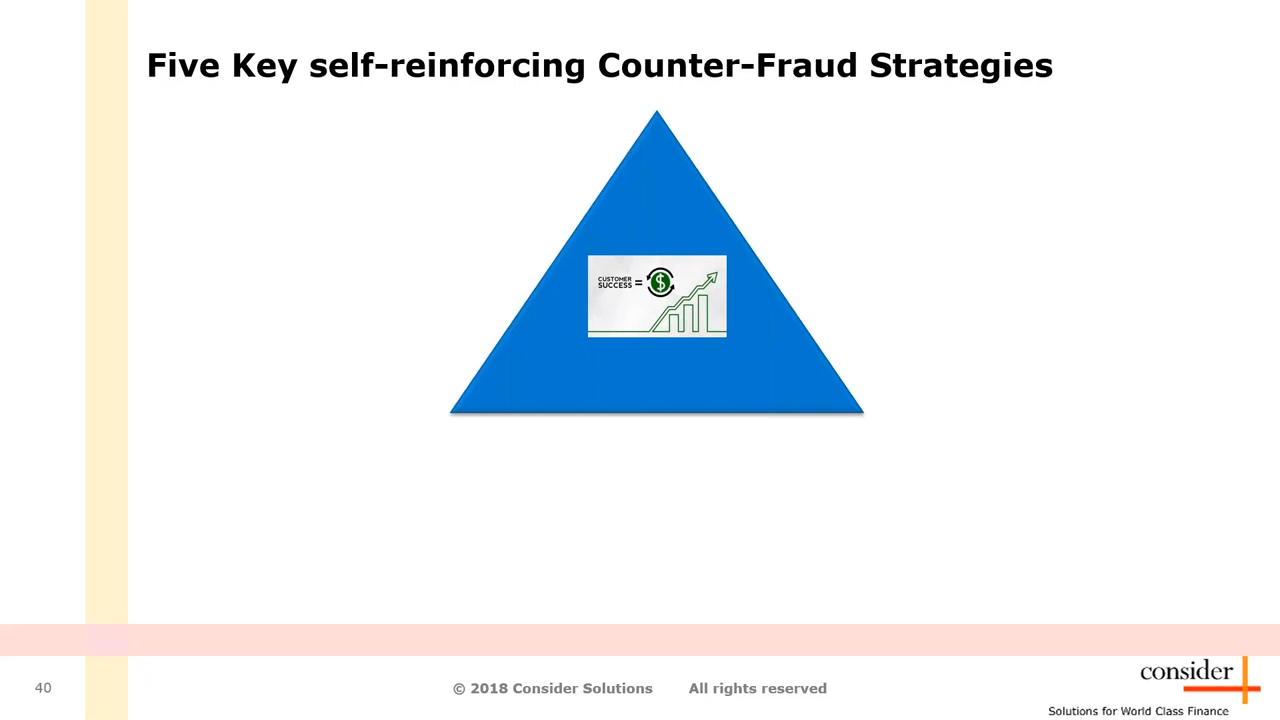 Five Key self-reinforcing Counter-Fraud Strategies
CUSTOMER
SUCCESS = $
40
© 2018 Consider Solutions All rights reserved
consider
Solutions for World Class Finance